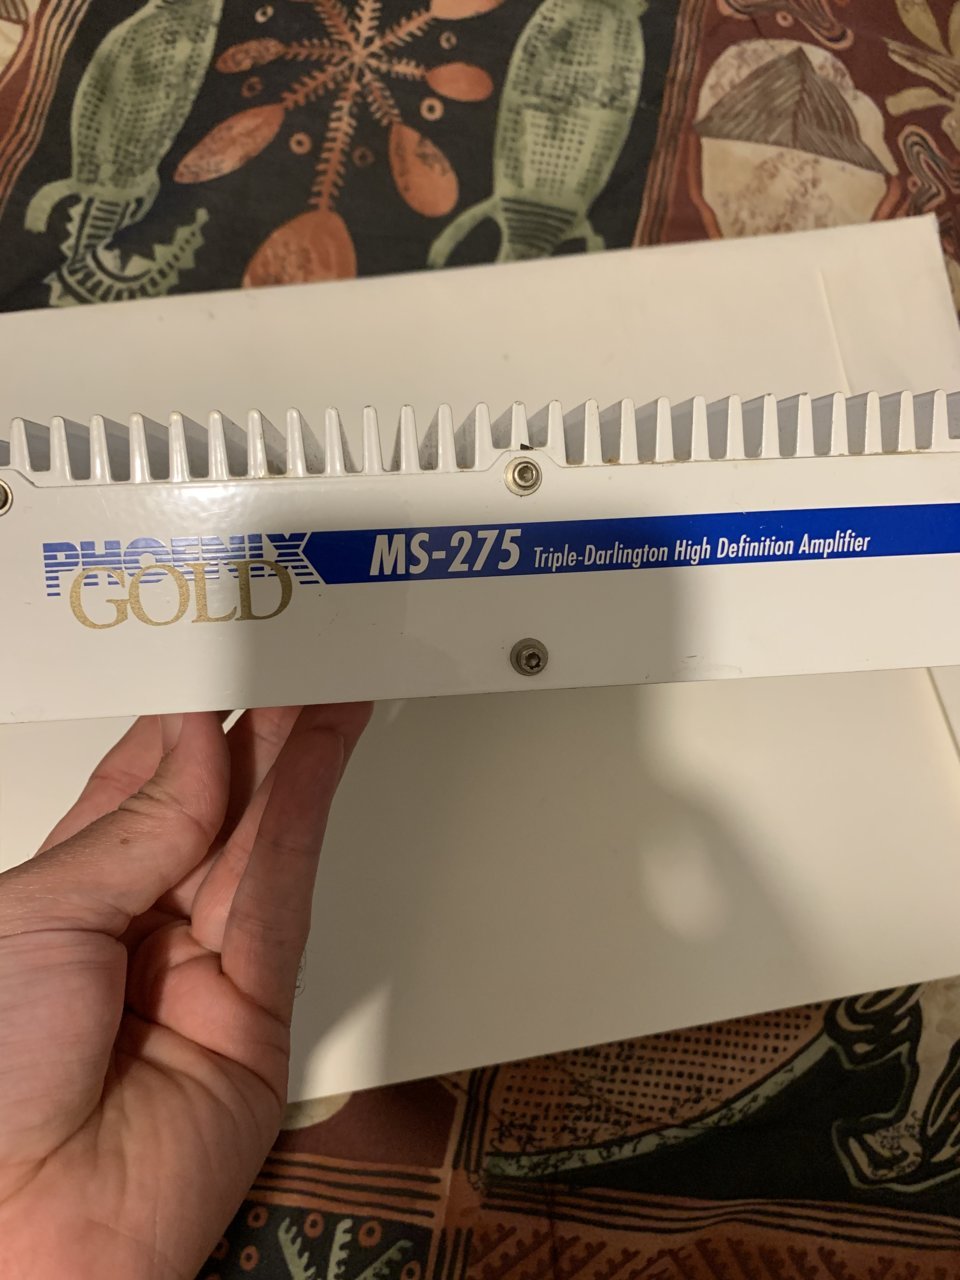 PHOENIX
GOLD
MS-275 Triple-Darlington High Definition Amplifier